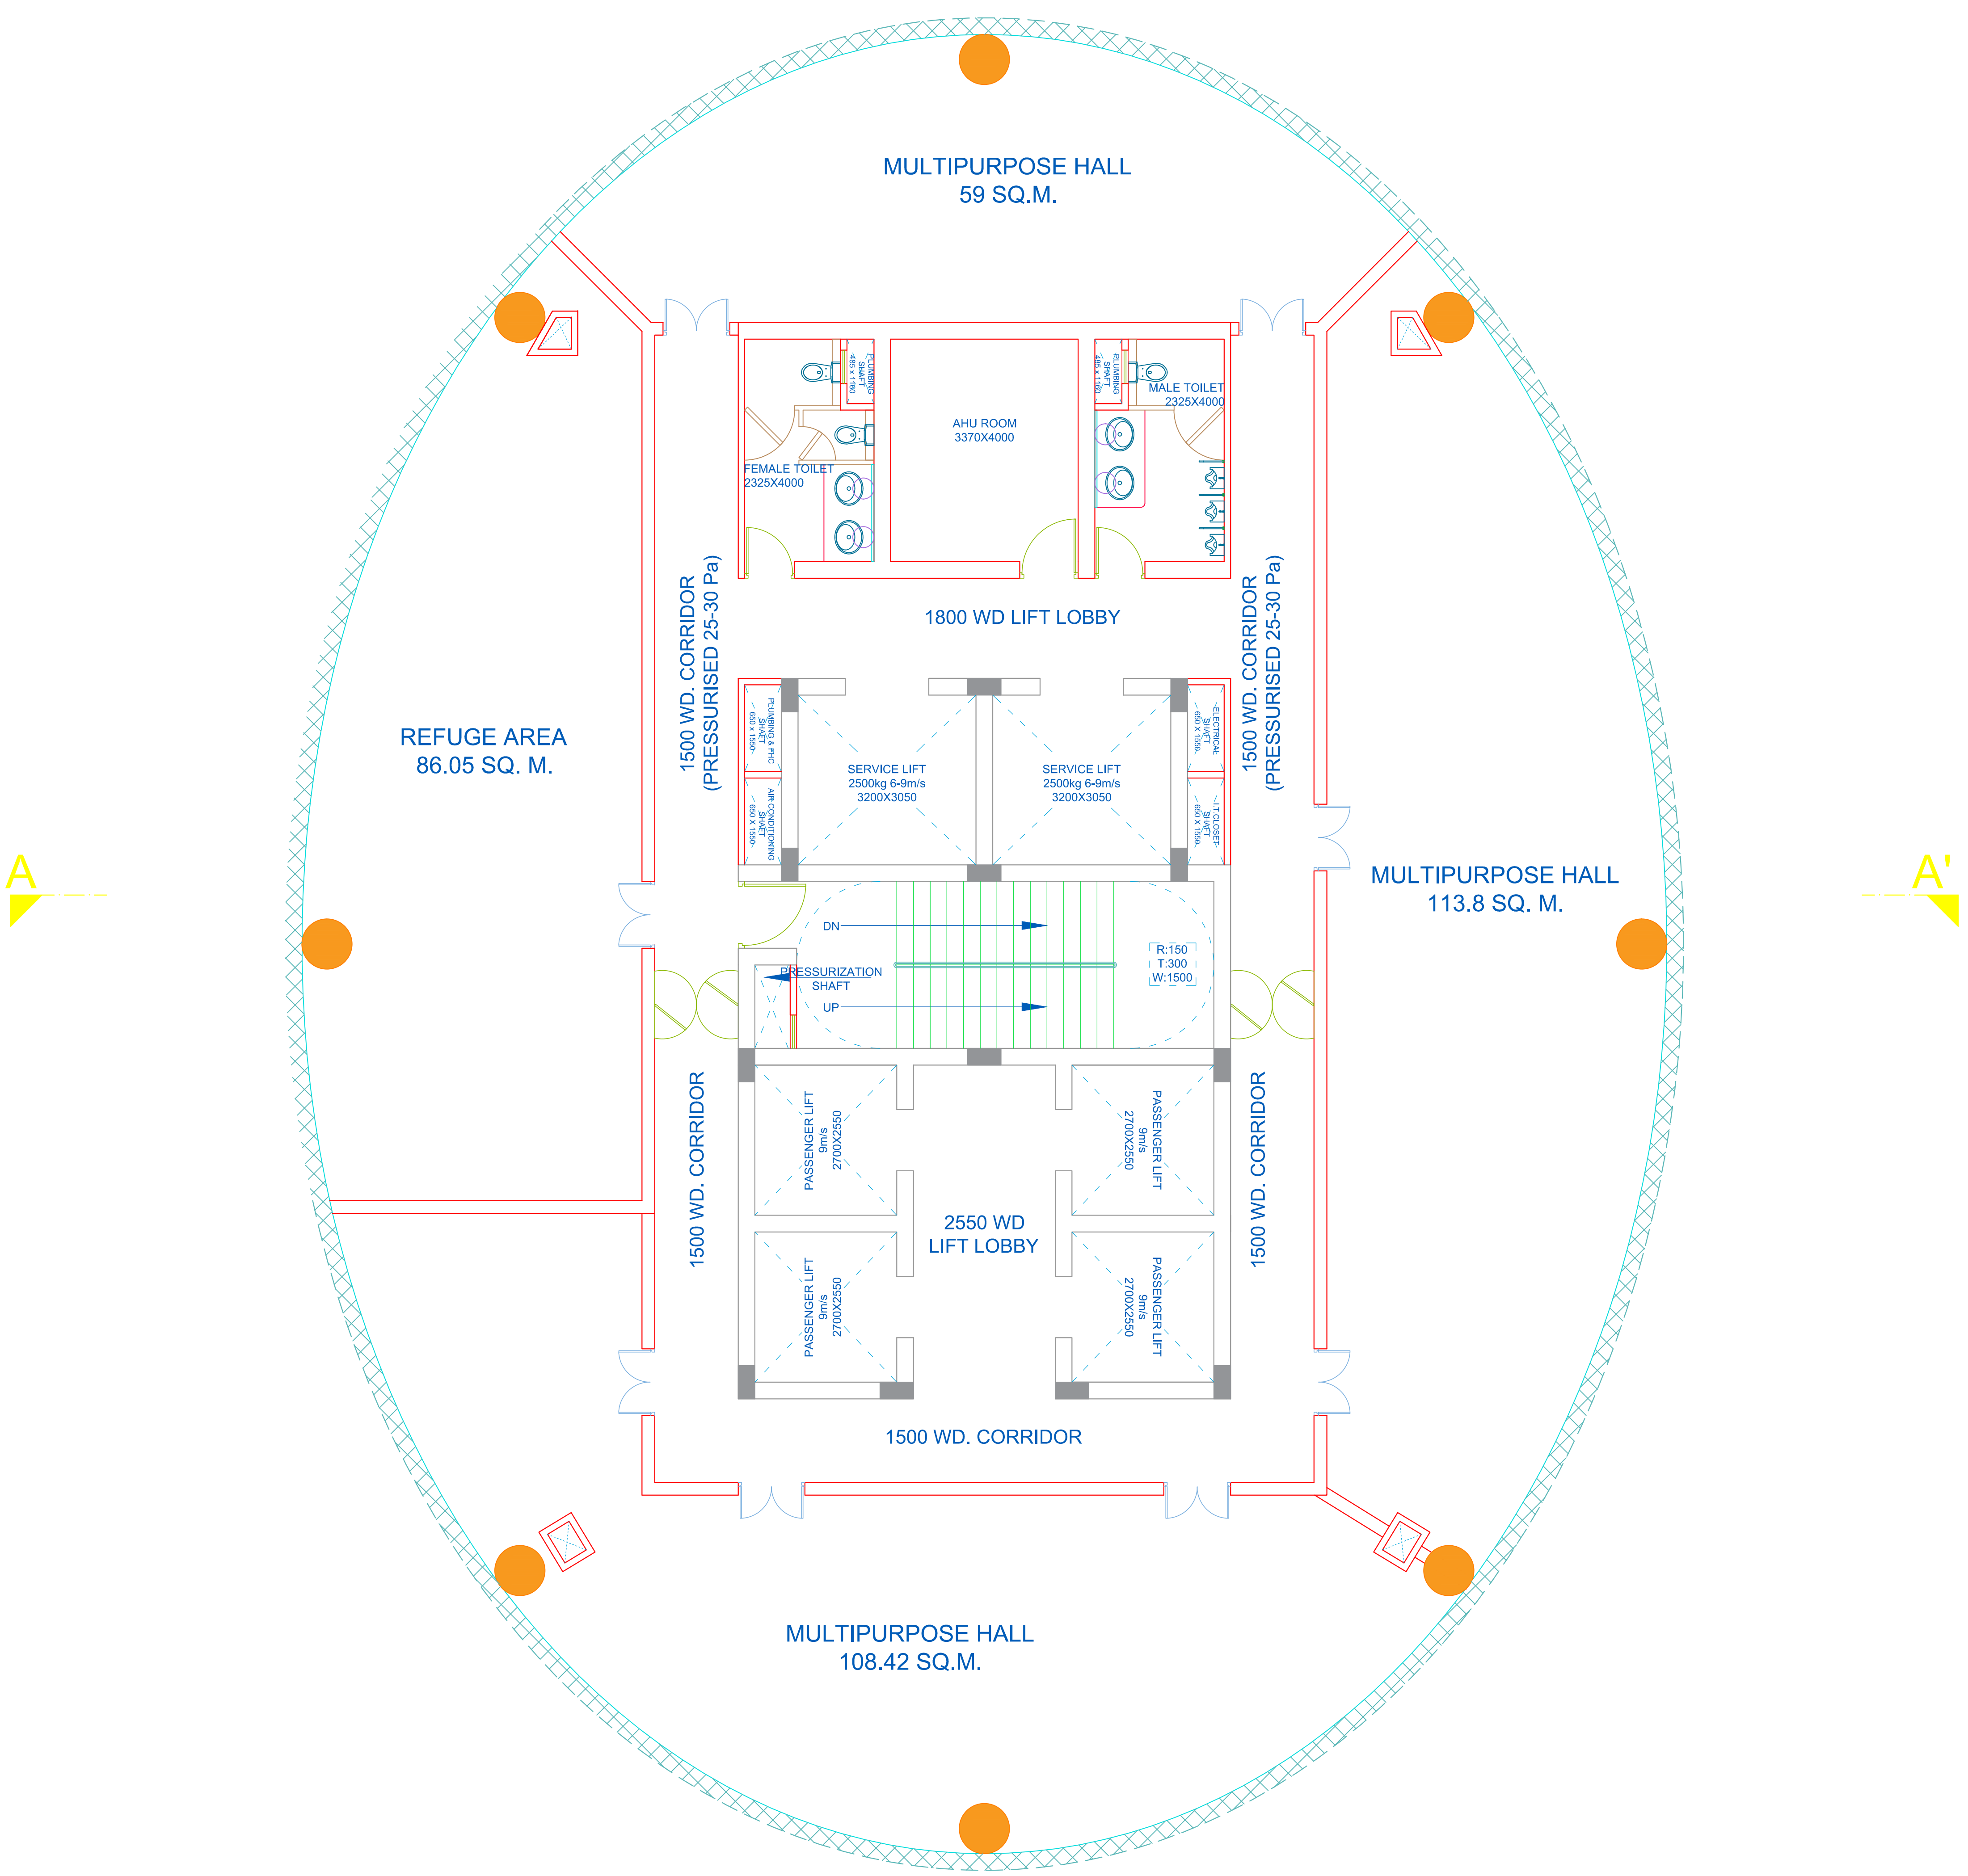 MULTIPURPOSE HALL
59 SQ.M.
PLUMBING
SHAFT
485 x 1160
PLUMBING
SHAFT
485 x 1160
MALE TOILET
2325X4000
AHU ROOM
3370X4000
FEMALE TOILET
2325X4000
1500 WD. CORRIDOR
(PRESSURISED 25-30 Pa)
1800 WD LIFT LOBBY
1500 WD. CORRIDOR
(PRESSURISED 25-30 Pa)
REFUGE AREA
86.05 SQ. M.
PLUMBING & FHC
SHAFT
650 x 1550
SERVICE LIFT
2500kg 6-9m/s
3200X3050
SERVICE LIFT
2500kg 6-9m/s
3200X3050
ELECTRICAL
SHAFT
650 X 1550
AIR CONDITIONING
SHAFT
650 X 1550
I.T.CLOSET
SHAFT
650 X 1550
A
A'
MULTIPURPOSE HALL
113.8 SQ. M.
DN
PRESSURIZATION
SHAFT
UP
R:150
T:300
W:1500
1500 WD. CORRIDOR
PASSENGER LIFT
9m/s
2700X2550
PASSENGER LIFT
9m/s
2700X2550
1500 WD. CORRIDOR
2550 WD
LIFT LOBBY
PASSENGER LIFT
9m/s
2700X2550
PASSENGER LIFT
9m/s
2700X2550
1500 WD. CORRIDOR
MULTIPURPOSE HALL
108.42 SQ.M.